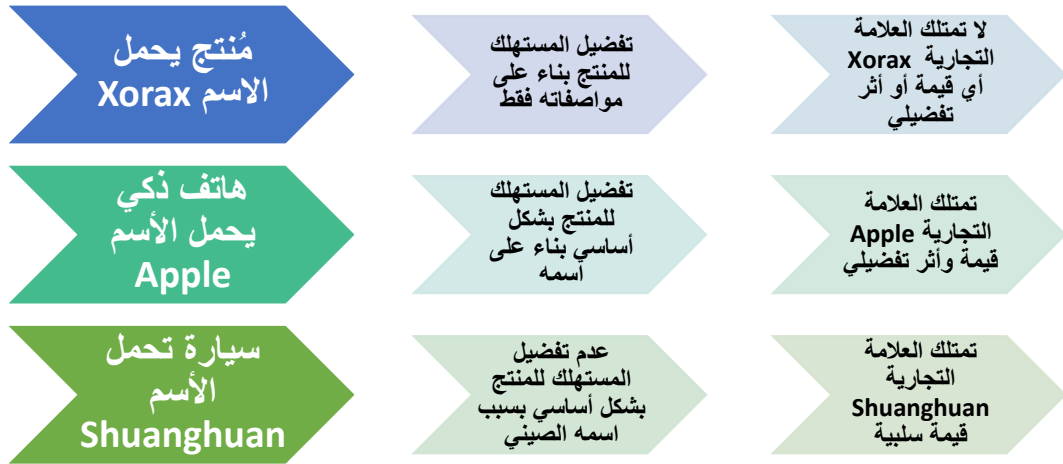 مُنتج يحمل
الاسم Xorax
تفضيل المستهلك
للمنتج بناء على
مواصفاته فقط
لا تمتلك العلامة
التجارية Xorax
أي قيمة أو أثر
تفضيلي
هاتف ذكي
يحمل الأسم
Apple
تفضيل المستهلك
للمنتج بشكل
أساسي بناء على
اسمه
تمتلك العلامة
التجارية Apple
قيمة وأثر تفضيلي
سيارة تحمل
الأسم
Shuanghuan
عدم تفضيل
المستهلك للمنتج
بشكل أساسي بسبب
اسمه الصيني
تمتلك العلامة
التجارية
Shuanghuan
قيمة سلبية